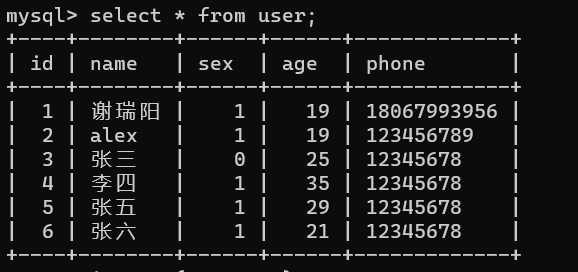 mysql> select * from user;
+----+--------+------+------+-------------+
| id | name | sex | age | phone |
+----+--------+------+------+-------------+
| 1 | 谢瑞阳 | 1 | 19 | 18067993956 |
| 2 | alex | 1 | 19 | 123456789 |
| 3 | 张三 | 0 | 25 | 12345678 |
| 4 | 李四 | 1 | 35 | 12345678 |
| 5 | 张五 | 1 | 29 | 12345678 |
| 6 | 张六 | 1 | 21 | 12345678 |
+----+--------+------+------+-------------+